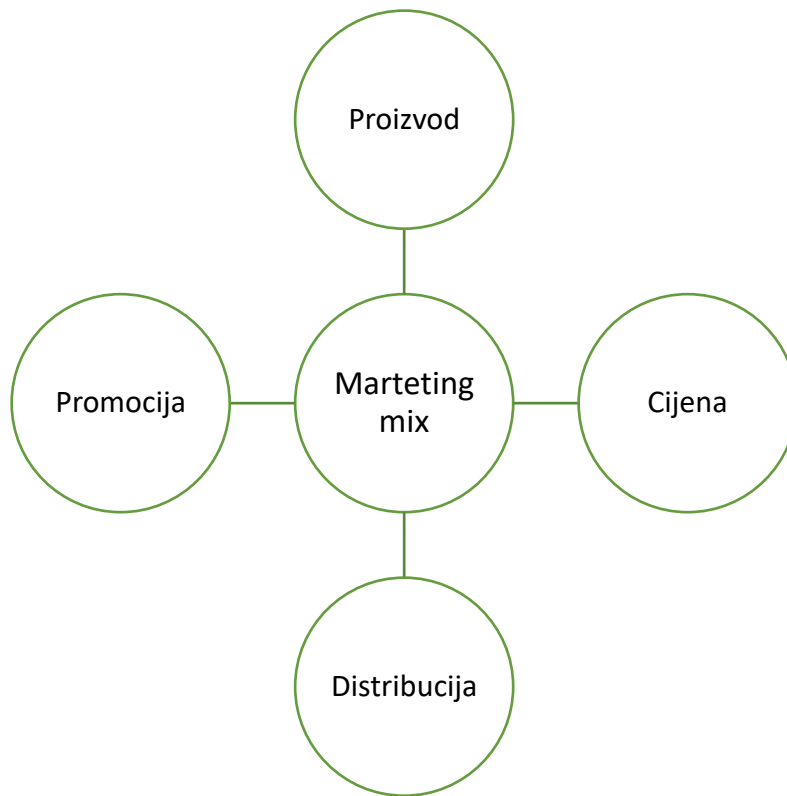 Proizvod
Promocija
Marteting
mix
Cijena
Distribucija